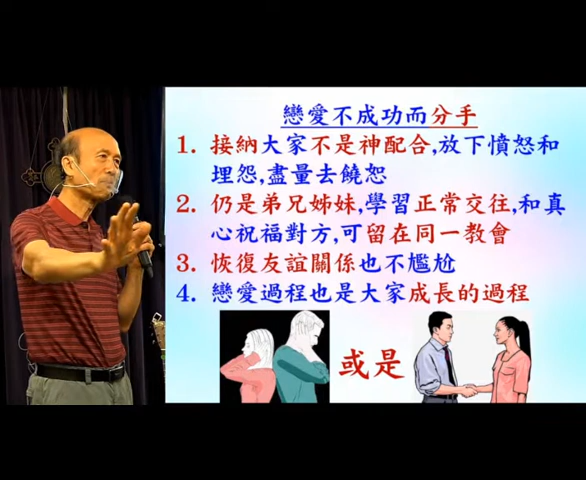 戀愛不成功而分手
1. 接納大家不是神配合,放下憤怒和
埋怨,盡量去饒恕
2. 仍是弟兄姊妹,學習正常交往,和真
心祝福對方,可留在同一教會
3. 恢復友誼關係也不尷尬
4. 戀愛過程也是大家成長的過程
或是